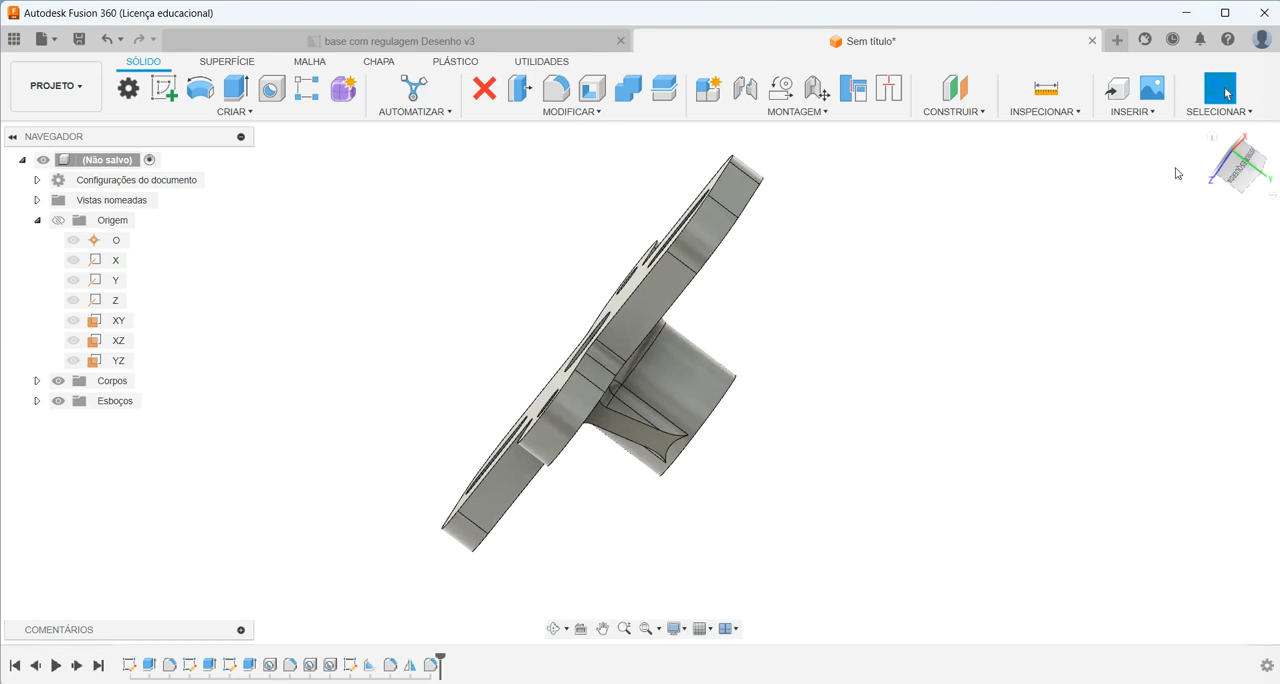 Autodesk Fusion 360 (Licença educacional)
base com regulagem Desenho v3
Sem título*
SÓLIDO SUPERFÍCIE MALHA CHAPA PLÁSTICO UTILIDADES
PROJETO
CRIAR AUTOMATIZAR MODIFICAR MONTAGEM CONSTRUIR INSPECIONAR INSERIR SELECIONAR
NAVEGADOR
(Não salvo)
Configurações do documento
Vistas nomeadas
Origem
O
X
Y
Z
XY
XZ
YZ
Corpos
Esboços
X
Y
Z
COMENTÁRIOS